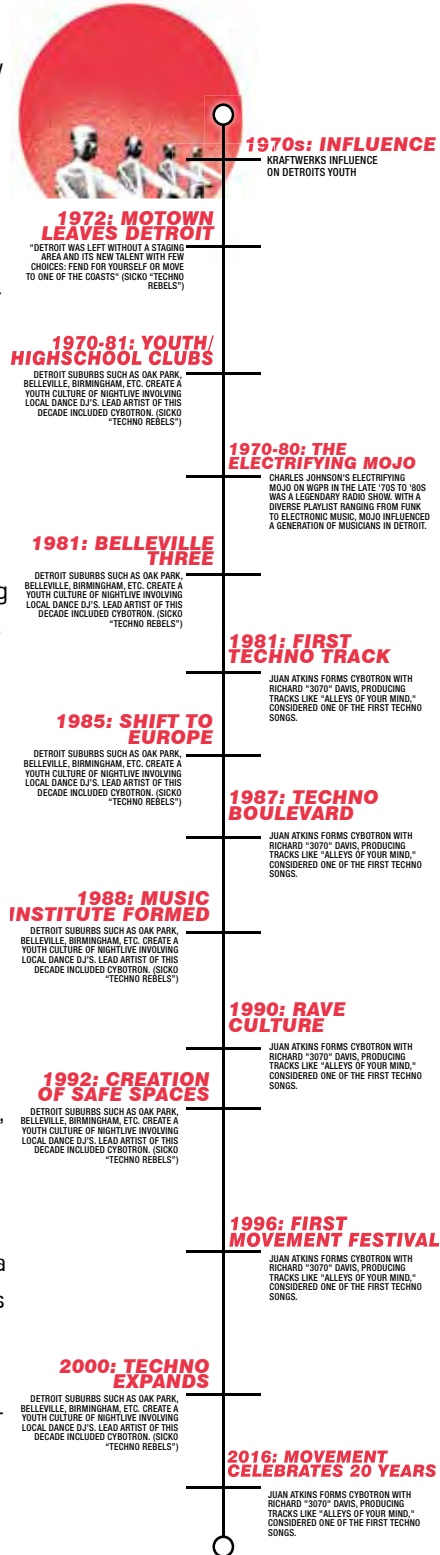 1970s: INFLUENCE
KRAFTWERKS INFLUENCE
ON DETROITS YOUTH
1972: MOTOWN
LEAVES DETROIT
"DETROIT WAS LEFT WITHOUT A STAGING
AREA AND ITS NEW TALENT WITH FEW
CHOICES: FEND FOR YOURSELF OR MOVE
TO ONE OF THE COASTS" (SICKO "TECHNO
REBELS")
1970-81: YOUTH/
HIGHSCHOOL CLUBS
DETROIT SUBURBS SUCH AS OAK PARK,
BELLEVILLE, BIRMINGHAM, ETC. CREATE A
YOUTH CULTURE OF NIGHTLIVE INVOLVING
LOCAL DANCE DJ'S. LEAD ARTIST OF THIS
DECADE INCLUDED CYBOTRON. (SICKO
"TECHNO REBELS")
1970-80: THE
ELECTRIFYING MOJO
CHARLES JOHNSON'S ELECTRIFYING
MOJO ON WGPR IN THE LATE '70S TO '80S
WAS A LEGENDARY RADIO SHOW. WITH A
DIVERSE PLAYLIST RANGING FROM FUNK
TO ELECTRONIC MUSIC, MOJO INFLUENCED
A GENERATION OF MUSICIANS IN DETROIT.
1981: BELLEVILLE
THREE
DETROIT SUBURBS SUCH AS OAK PARK,
BELLEVILLE, BIRMINGHAM, ETC. CREATE A
YOUTH CULTURE OF NIGHTLIVE INVOLVING
LOCAL DANCE DJ'S. LEAD ARTIST OF THIS
DECADE INCLUDED CYBOTRON. (SICKO
"TECHNO REBELS")
1981: FIRST
TECHNO TRACK
JUAN ATKINS FORMS CYBOTRON WITH
RICHARD "3070" DAVIS, PRODUCING
TRACKS LIKE "ALLEYS OF YOUR MIND,"
CONSIDERED ONE OF THE FIRST TECHNO
SONGS.
1985: SHIFT TO
EUROPE
DETROIT SUBURBS SUCH AS OAK PARK,
BELLEVILLE, BIRMINGHAM, ETC. CREATE A
YOUTH CULTURE OF NIGHTLIVE INVOLVING
LOCAL DANCE DJ'S. LEAD ARTIST OF THIS
DECADE INCLUDED CYBOTRON. (SICKO
"TECHNO REBELS")
1987: TECHNO
BOULEVARD
JUAN ATKINS FORMS CYBOTRON WITH
RICHARD "3070" DAVIS, PRODUCING
TRACKS LIKE "ALLEYS OF YOUR MIND,"
CONSIDERED ONE OF THE FIRST TECHNO
SONGS.
1988: MUSIC
INSTITUTE FORMED
DETROIT SUBURBS SUCH AS OAK PARK,
BELLEVILLE, BIRMINGHAM, ETC. CREATE A
YOUTH CULTURE OF NIGHTLIVE INVOLVING
LOCAL DANCE DJ'S. LEAD ARTIST OF THIS
DECADE INCLUDED CYBOTRON. (SICKO
"TECHNO REBELS")
1990: RAVE
CULTURE
JUAN ATKINS FORMS CYBOTRON WITH
RICHARD "3070" DAVIS, PRODUCING
TRACKS LIKE "ALLEYS OF YOUR MIND,"
CONSIDERED ONE OF THE FIRST TECHNO
SONGS.
1992: CREATION
OF SAFE SPACES
DETROIT SUBURBS SUCH AS OAK PARK,
BELLEVILLE, BIRMINGHAM, ETC. CREATE A
YOUTH CULTURE OF NIGHTLIVE INVOLVING
LOCAL DANCE DJ'S. LEAD ARTIST OF THIS
DECADE INCLUDED CYBOTRON. (SICKO
"TECHNO REBELS")
1996: FIRST
MOVEMENT FESTIVAL
JUAN ATKINS FORMS CYBOTRON WITH
RICHARD "3070" DAVIS, PRODUCING
TRACKS LIKE "ALLEYS OF YOUR MIND,"
CONSIDERED ONE OF THE FIRST TECHNO
SONGS.
2000: TECHNO
EXPANDS
DETROIT SUBURBS SUCH AS OAK PARK,
BELLEVILLE, BIRMINGHAM, ETC. CREATE A
YOUTH CULTURE OF NIGHTLIVE INVOLVING
LOCAL DANCE DJ'S. LEAD ARTIST OF THIS
DECADE INCLUDED CYBOTRON. (SICKO
"TECHNO REBELS")
2016: MOVEMENT
CELEBRATES 20 YEARS
JUAN ATKINS FORMS CYBOTRON WITH
RICHARD "3070" DAVIS, PRODUCING
TRACKS LIKE "ALLEYS OF YOUR MIND,"
CONSIDERED ONE OF THE FIRST TECHNO
SONGS.